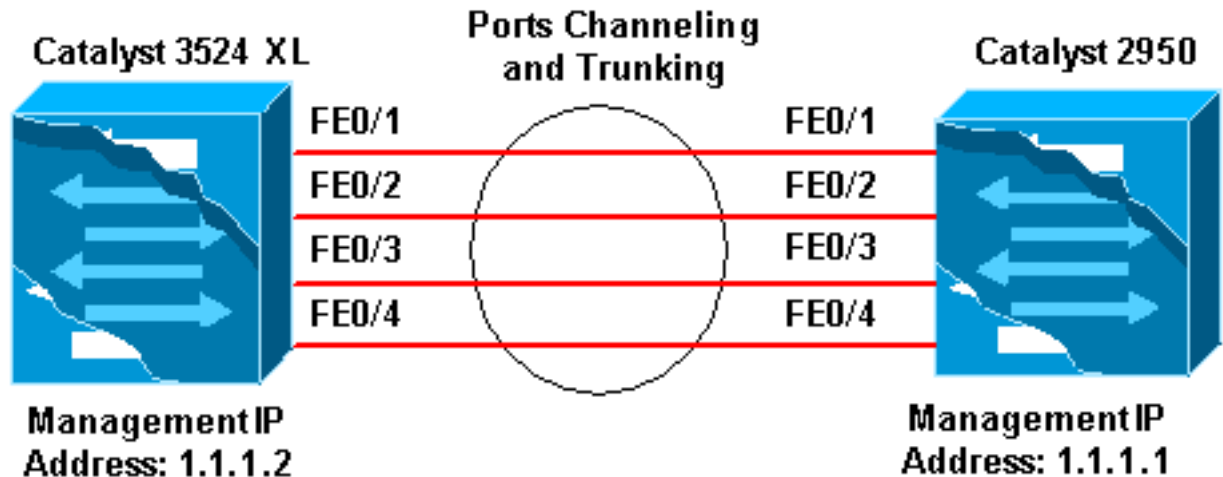 Ports Channeling
and Trunking
Catalyst 3524 XL
Catalyst 2950
FE0/1
FE0/1
FE0/2
FE0/2
FE0/3
FE0/3
FE0/4
FE0/4
Management IP
Address: 1.1.1.2
Management IP
Address: 1.1.1.1